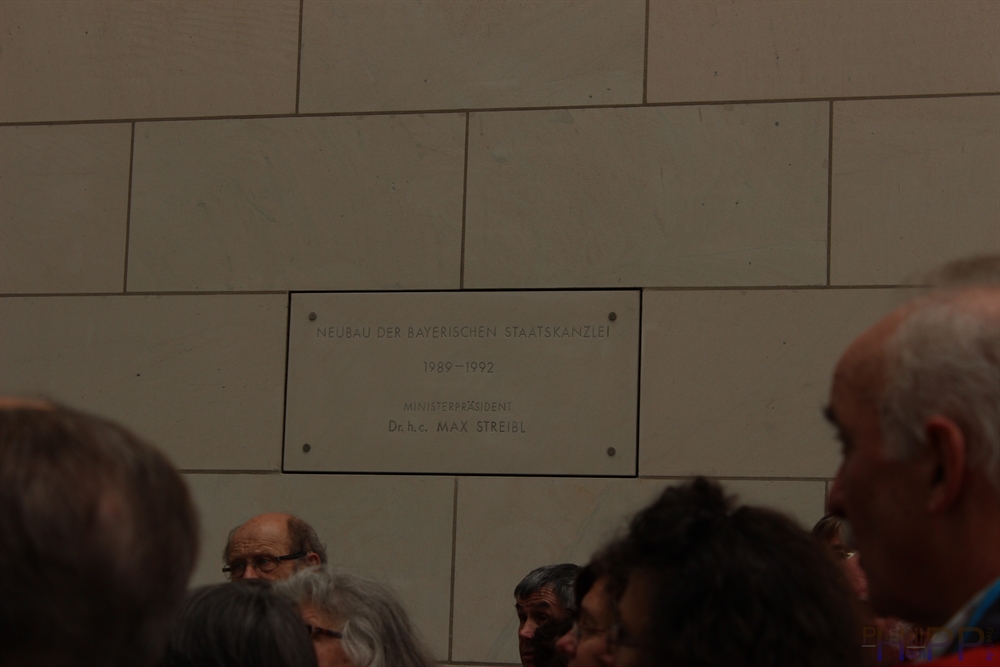 NEUBAU DER BAYERISCHEN STAATSKANZLEI
1989–1992
MINISTERPRÄSIDENT
Dr. h. c. MAX STREIBL